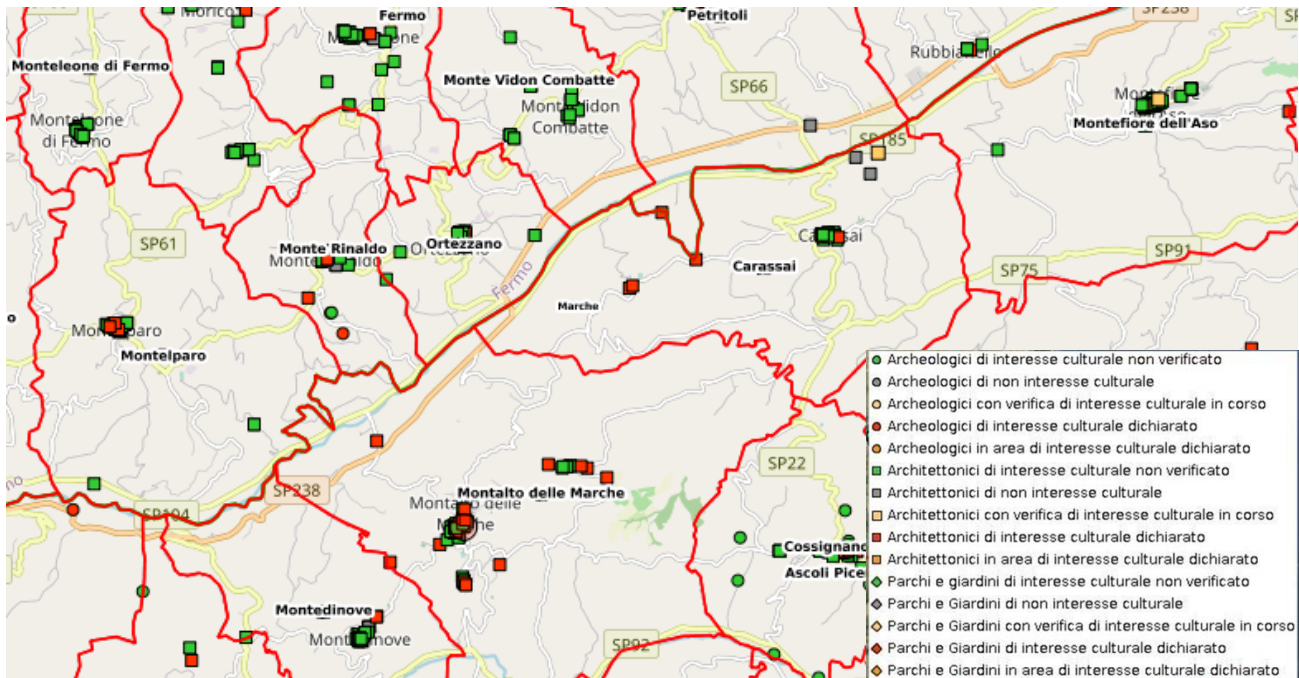 Morico
Fermo
Petritoli
SP238
SP
Rubbianello
Monteleone di Fermo
Monte Vidon Combatte
SP66
Monteleone
di Fermo
Monte Vidon
Combatte
Montefiore dell'Aso
SP185
SP61
Monte Rinaldo
Ortezzano
Ortezzano
Carassai
Carassai
SP91
SP75
Fermo
Marche
o
Montelparo
Montelparo
Archeologici di interesse culturale non verificato
Archeologici di non interesse culturale
Archeologici con verifica di interesse culturale in corso
Archeologici di interesse culturale dichiarato
Archeologici in area di interesse culturale dichiarato
Architettonici di interesse culturale non verificato
Architettonici di non interesse culturale
Architettonici con verifica di interesse culturale in corso
Architettonici di interesse culturale dichiarato
Architettonici in area di interesse culturale dichiarato
Parchi e giardini di interesse culturale non verificato
Parchi e Giardini di non interesse culturale
Parchi e Giardini con verifica di interesse culturale in corso
Parchi e Giardini di interesse culturale dichiarato
Parchi e Giardini in area di interesse culturale dichiarato
SP22
SP238
Montalto delle Marche
Montalto delle
Marche
SP194
Cossignano
Ascoli Pice
Montedinove
Montedinove
SP92